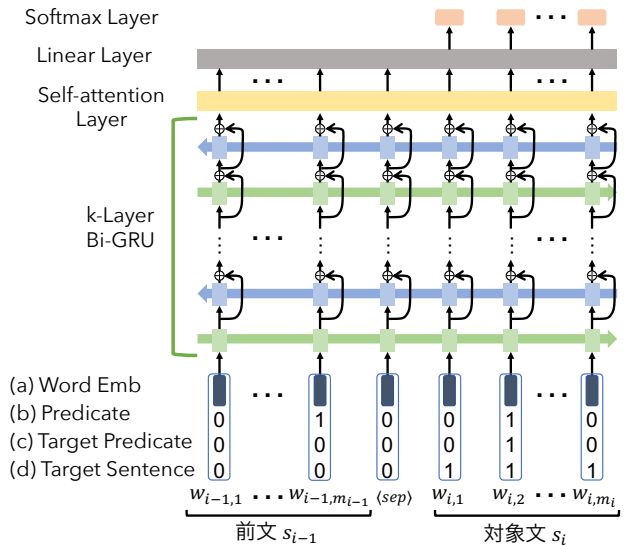 Softmax Layer
Linear Layer
Self-attention
Layer
k-Layer
Bi-GRU
(a) Word Emb
(b) Predicate 0 1 0 0 1 0
(c) Target Predicate 0 0 0 0 1 0
(d) Target Sentence 0 0 0 1 1 1
w_{i-1,1} ... w_{i-1,m_{i-1}} ⟨sep⟩ w_{i,1} w_{i,2} ... w_{i,m_i}
前文 s_{i-1} 対象文 s_i